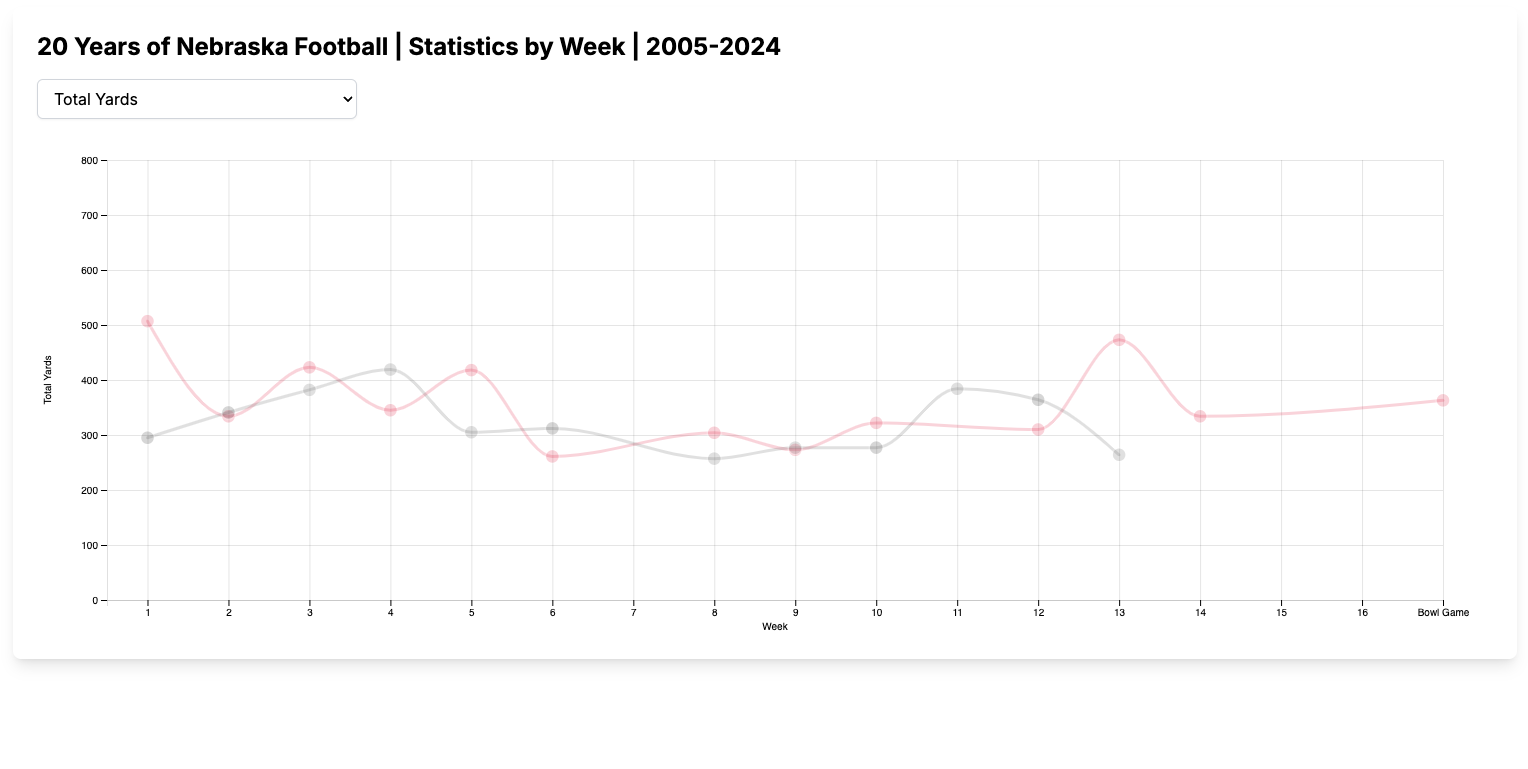 20 Years of Nebraska Football | Statistics by Week | 2005-2024
Total Yards
800
700
600
500
400
300
200
100
0
Total Yards
1 2 3 4 5 6 7 8 9 10 11 12 13 14 15 16 Bowl Game
Week